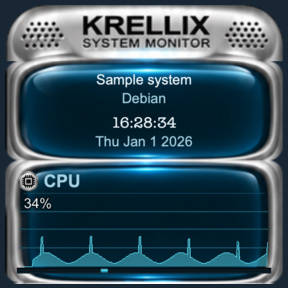 KRELLIX
SYSTEM MONITOR
Sample system
Debian
16:28:34
Thu Jan 1 2026
CPU
34%